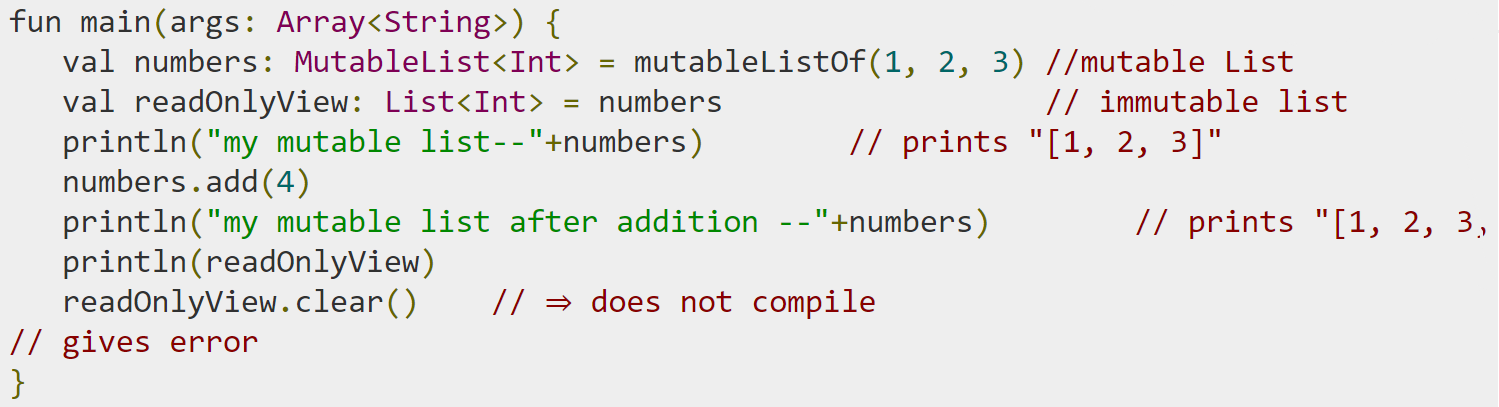 fun main(args: Array<String>) {
   val numbers: MutableList<Int> = mutableListOf(1, 2, 3) //mutable List
   val readOnlyView: List<Int> = numbers                  // immutable list
   println("my mutable list--"+numbers)        // prints "[1, 2, 3]"
   numbers.add(4)
   println("my mutable list after addition --"+numbers)        // prints "[1, 2, 3,
   println(readOnlyView)
   readOnlyView.clear()    // ⇒ does not compile
// gives error
}